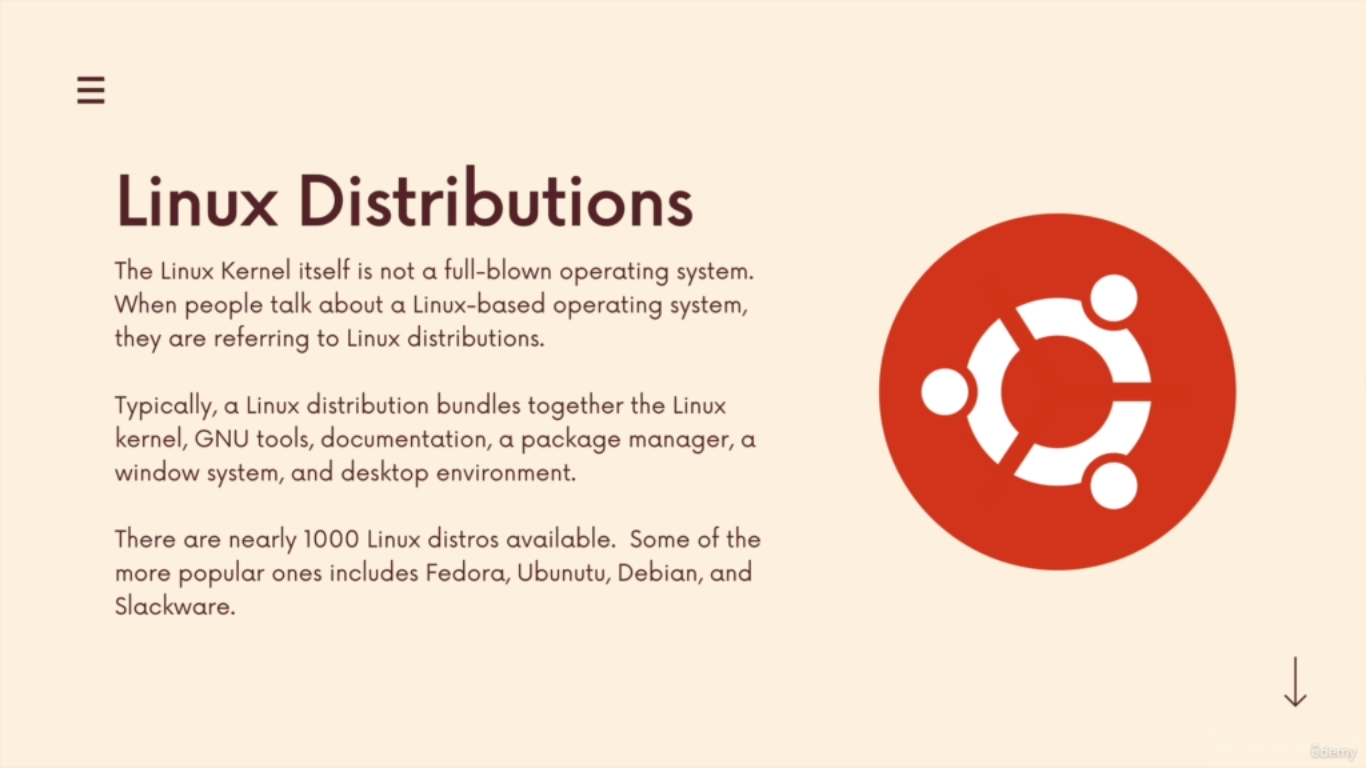 Linux Distributions
The Linux Kernel itself is not a full-blown operating system.
When people talk about a Linux-based operating system,
they are referring to Linux distributions.
Typically, a Linux distribution bundles together the Linux
kernel, GNU tools, documentation, a package manager, a
window system, and desktop environment.
There are nearly 1000 Linux distros available.  Some of the
more popular ones includes Fedora, Ubunutu, Debian, and
Slackware.
ûdemy